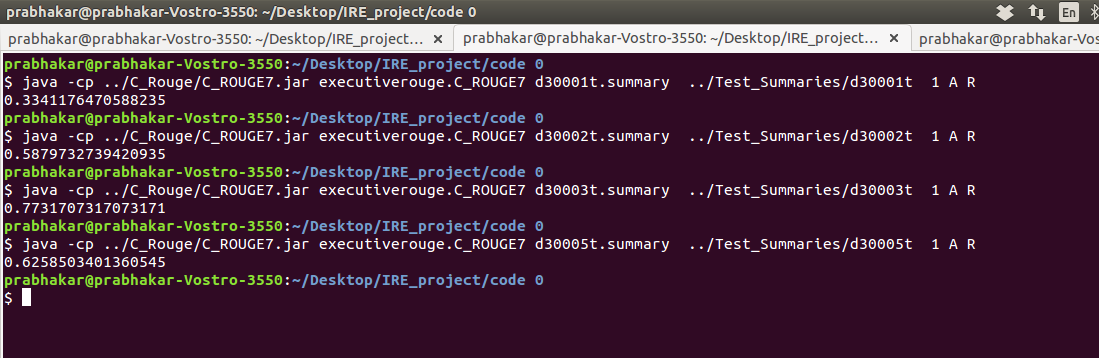 prabhakar@prabhakar-Vostro-3550: ~/Desktop/IRE_project/code 0
En
prabhakar@prabhakar-Vostro-3550: ~/Desktop/IRE_project... ×
prabhakar@prabhakar-Vostro-3550: ~/Desktop/IRE_project/... ×
prabhakar@prabhakar-Vos
prabhakar@prabhakar-Vostro-3550:~/Desktop/IRE_project/code 0
$ java -cp ../C_Rouge/C_ROUGE7.jar executiverouge.C_ROUGE7 d30001t.summary  ../Test_Summaries/d30001t  1 A R
0.3341176470588235
prabhakar@prabhakar-Vostro-3550:~/Desktop/IRE_project/code 0
$ java -cp ../C_Rouge/C_ROUGE7.jar executiverouge.C_ROUGE7 d30002t.summary  ../Test_Summaries/d30002t  1 A R
0.5879732739420935
prabhakar@prabhakar-Vostro-3550:~/Desktop/IRE_project/code 0
$ java -cp ../C_Rouge/C_ROUGE7.jar executiverouge.C_ROUGE7 d30003t.summary  ../Test_Summaries/d30003t  1 A R
0.7731707317073171
prabhakar@prabhakar-Vostro-3550:~/Desktop/IRE_project/code 0
$ java -cp ../C_Rouge/C_ROUGE7.jar executiverouge.C_ROUGE7 d30005t.summary  ../Test_Summaries/d30005t  1 A R
0.6258503401360545
prabhakar@prabhakar-Vostro-3550:~/Desktop/IRE_project/code 0
$